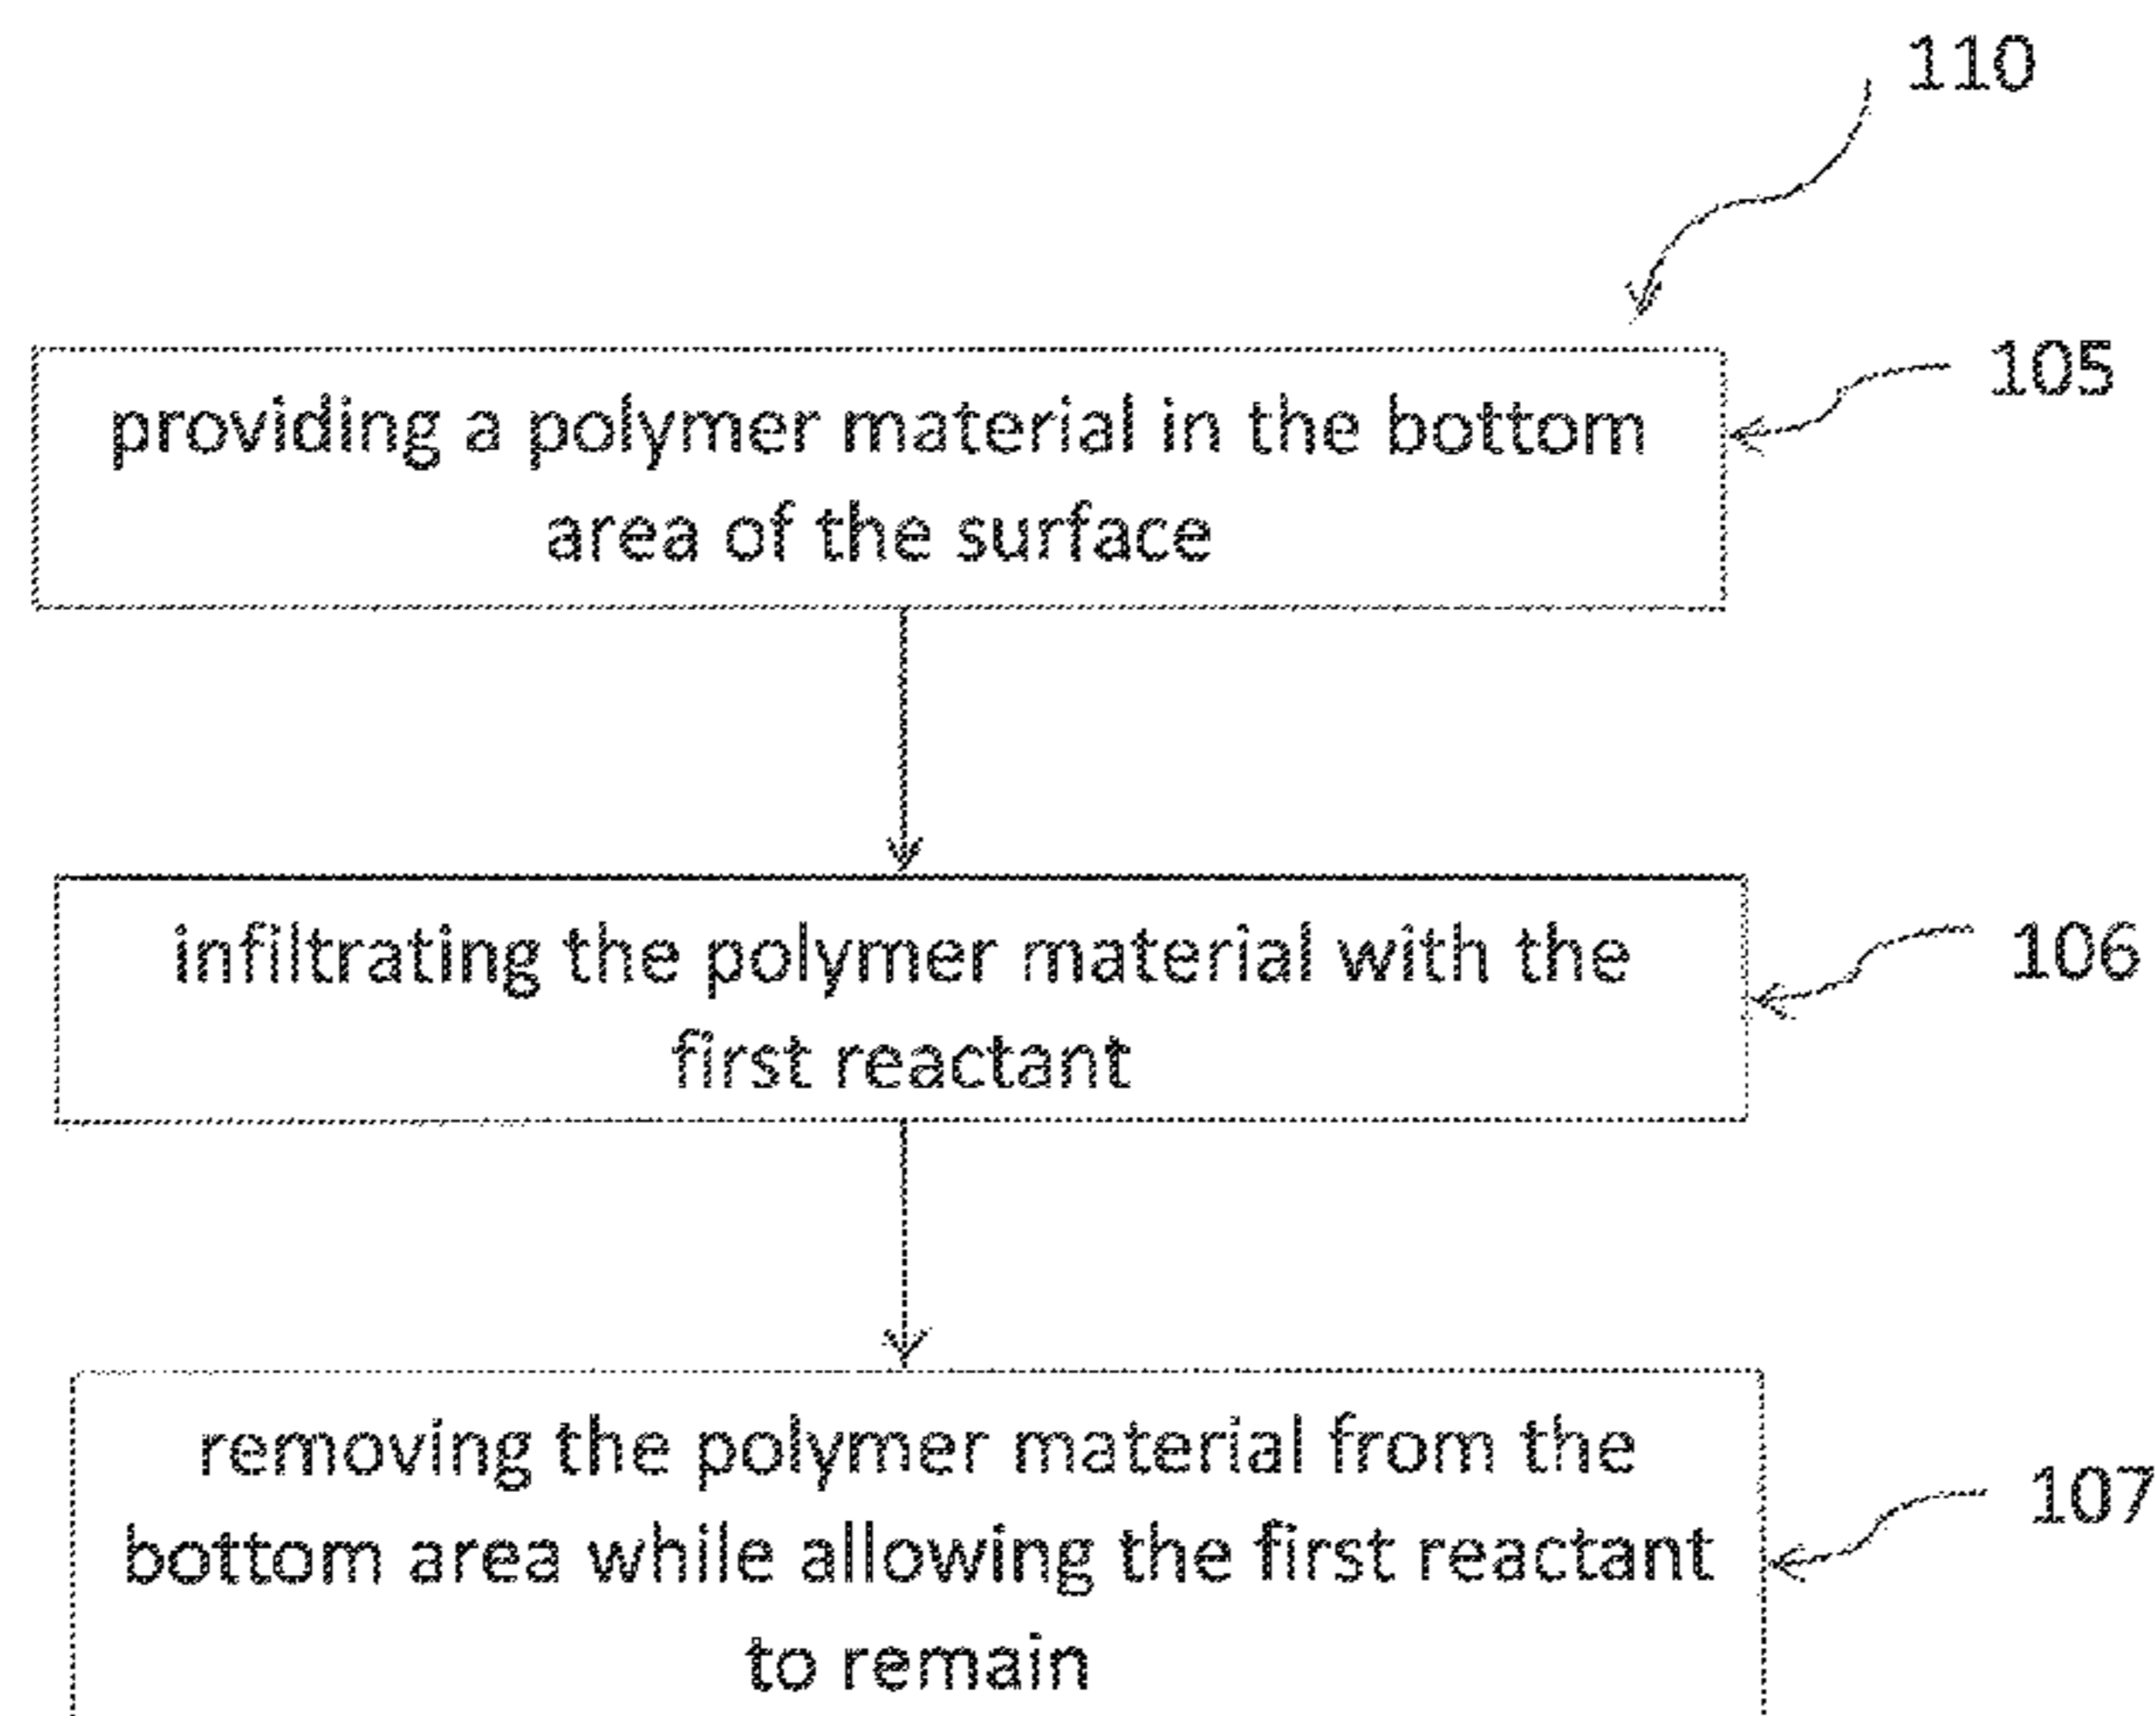 110
105
providing a polymer material in the bottom
area of the surface
106
infiltrating the polymer material with the
first reactant
removing the polymer material from the
107
bottom area while allowing the first reactant
to remain